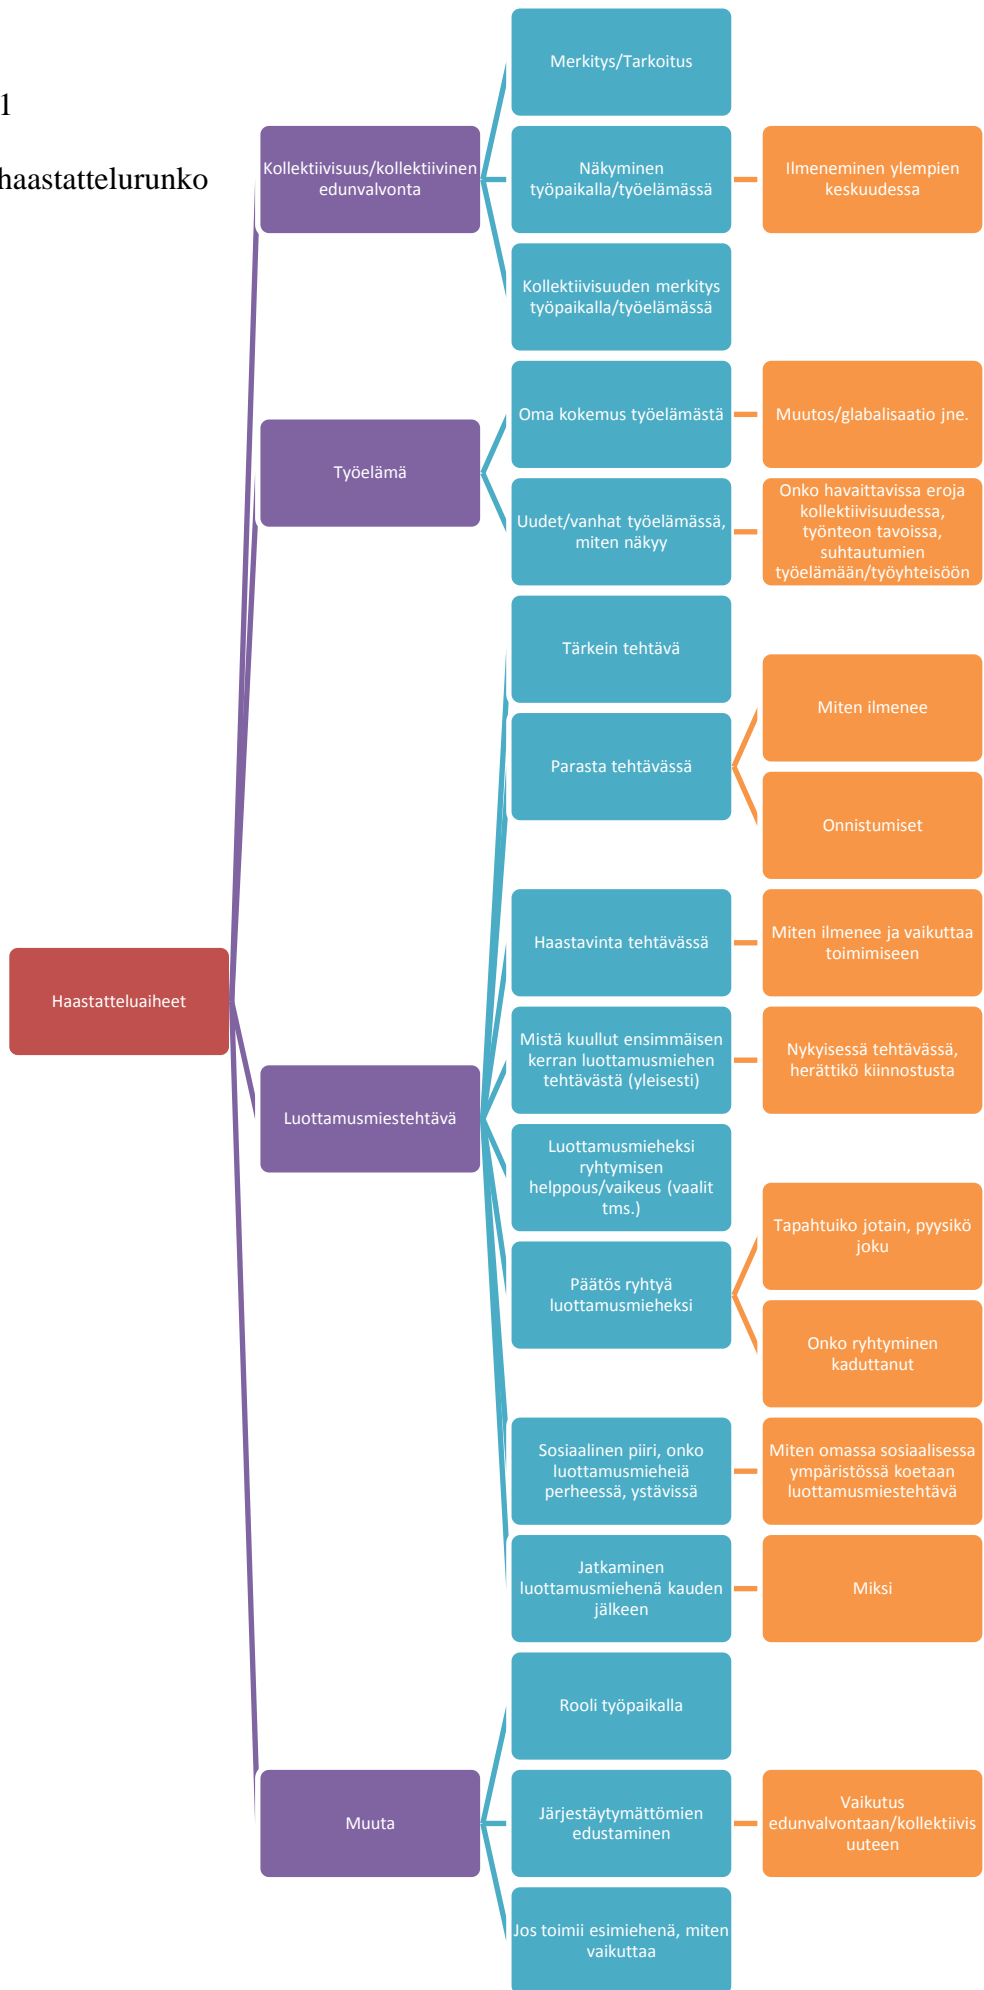 1
haastattelurunko
Haastatteluaiheet
Kollektiivisuus/kollektiivinen
edunvalvonta
Merkitys/Tarkoitus
Näkyminen
työpaikalla/työelämässä
Ilmeneminen ylempien
keskuudessa
Kollektiivisuuden merkitys
työpaikalla/työelämässä
Työelämä
Oma kokemus työelämästä
Muutos/glabalisaatio jne.
Uudet/vanhat työelämässä,
miten näkyy
Onko havaittavissa eroja
kollektiivisuudessa,
työnteon tavoissa,
suhtautumien
työelämään/työyhteisöön
Luottamusmiestehtävä
Tärkein tehtävä
Parasta tehtävässä
Miten ilmenee
Onnistumiset
Haastavinta tehtävässä
Miten ilmenee ja vaikuttaa
toimimiseen
Mistä kuullut ensimmäisen
kerran luottamusmiehen
tehtävästä (yleisesti)
Nykyisessä tehtävässä,
herättikö kiinnostusta
Luottamusmieheksi
ryhtymisen
helppous/vaikeus (vaalit
tms.)
Päätös ryhtyä
luottamusmieheksi
Tapahtuiko jotain, pyysikö
joku
Onko ryhtyminen
kaduttanut
Sosiaalinen piiri, onko
luottamusmieheiä
perheessä, ystävissä
Miten omassa sosiaalisessa
ympäristössä koetaan
luottamusmiestehtävä
Jatkaminen
luottamusmiehenä kauden
jälkeen
Miksi
Muuta
Rooli työpaikalla
Järjestäytymättömien
edustaminen
Vaikutus
edunvalvontaan/kollektiivis
uuteen
Jos toimii esimiehenä, miten
vaikuttaa